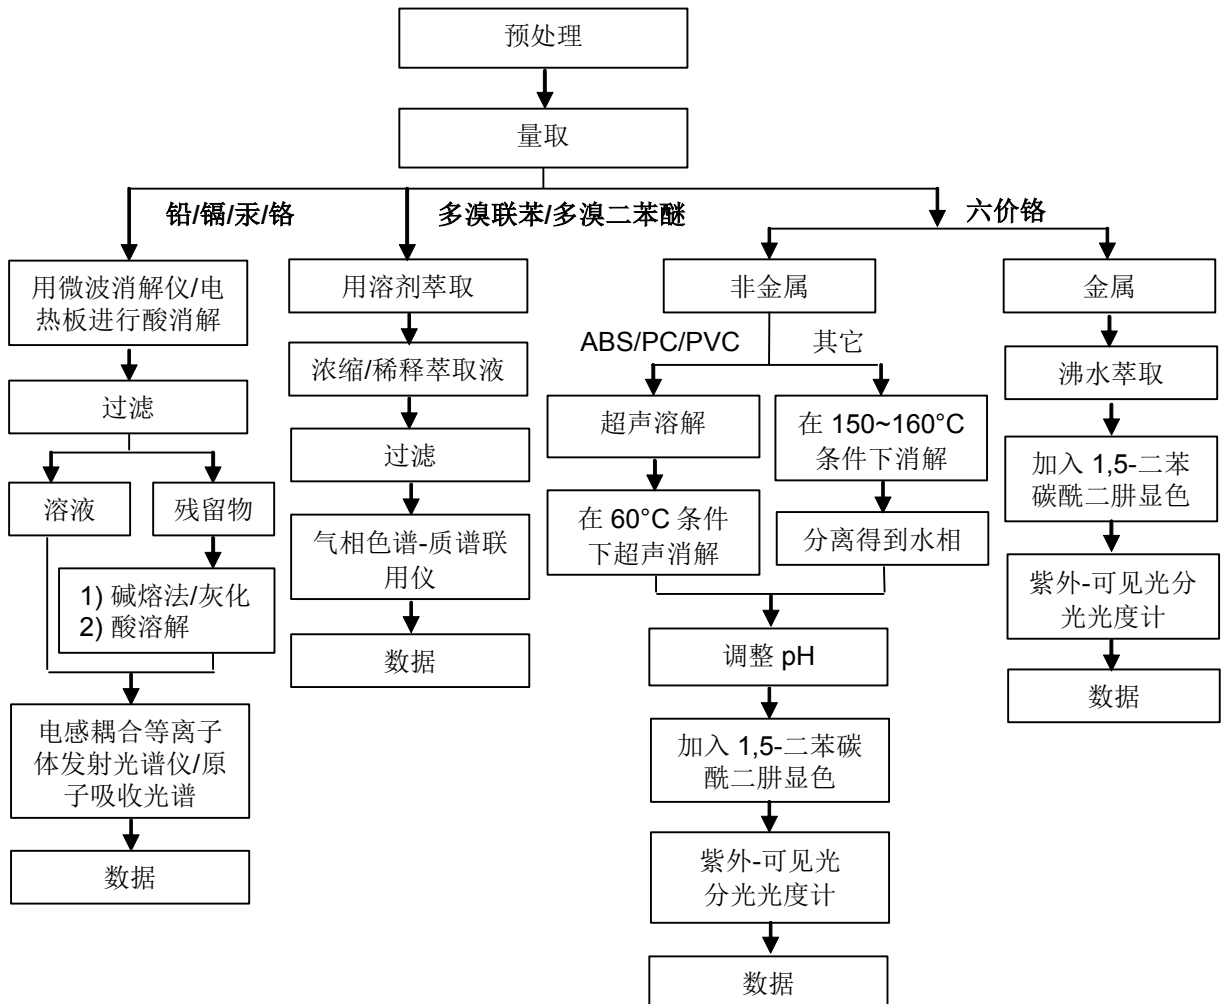 预处理
量取
铅/镉/汞/铬
多溴联苯/多溴二苯醚
六价铬
用微波消解仪/电
热板进行酸消解
过滤
溶液
残留物
1) 碱熔法/灰化
2) 酸溶解
电感耦合等离子
体发射光谱仪/原
子吸收光谱
数据
用溶剂萃取
浓缩/稀释萃取液
过滤
气相色谱-质谱联
用仪
数据
非金属
ABS/PC/PVC
其它
超声溶解
在 60°C 条件
下超声消解
在 150~160°C
条件下消解
分离得到水相
调整 pH
加入 1,5-二苯碳
酰二肼显色
紫外-可见光
分光光度计
数据
金属
沸水萃取
加入 1,5-二苯
碳酰二肼显色
紫外-可见光分
光光度计
数据